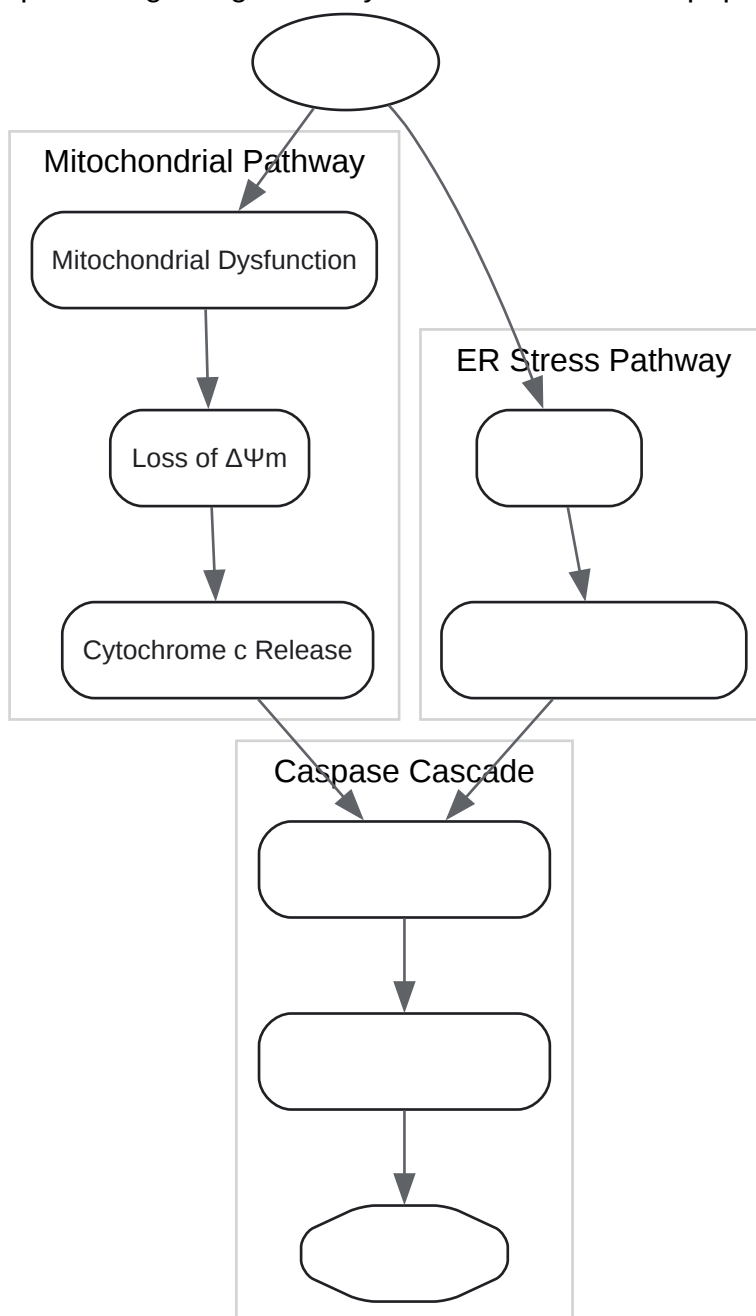 Mitochondrial Pathway
Mitochondrial Dysfunction
Loss of ΔΨm
Cytochrome c Release
ER Stress Pathway
Caspase Cascade